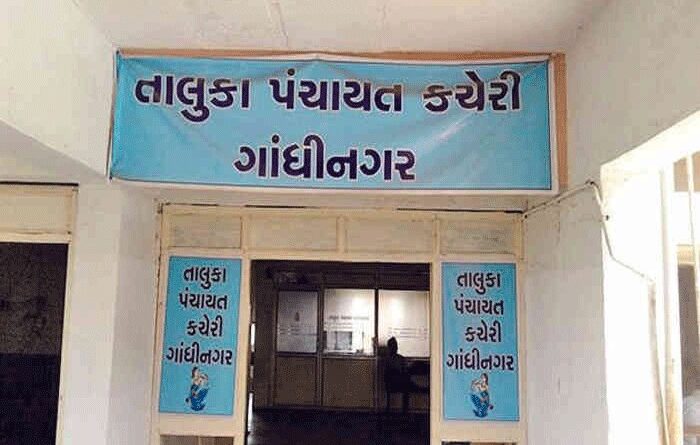 તાલુકા પંચાયત કચેરી
ગાંધીનગર
તાલુકા
પંચાયત
કચેરી
ગાંધીનગર
તાલુકા
પંચાયત
કચેરી
ગાંધીનગર